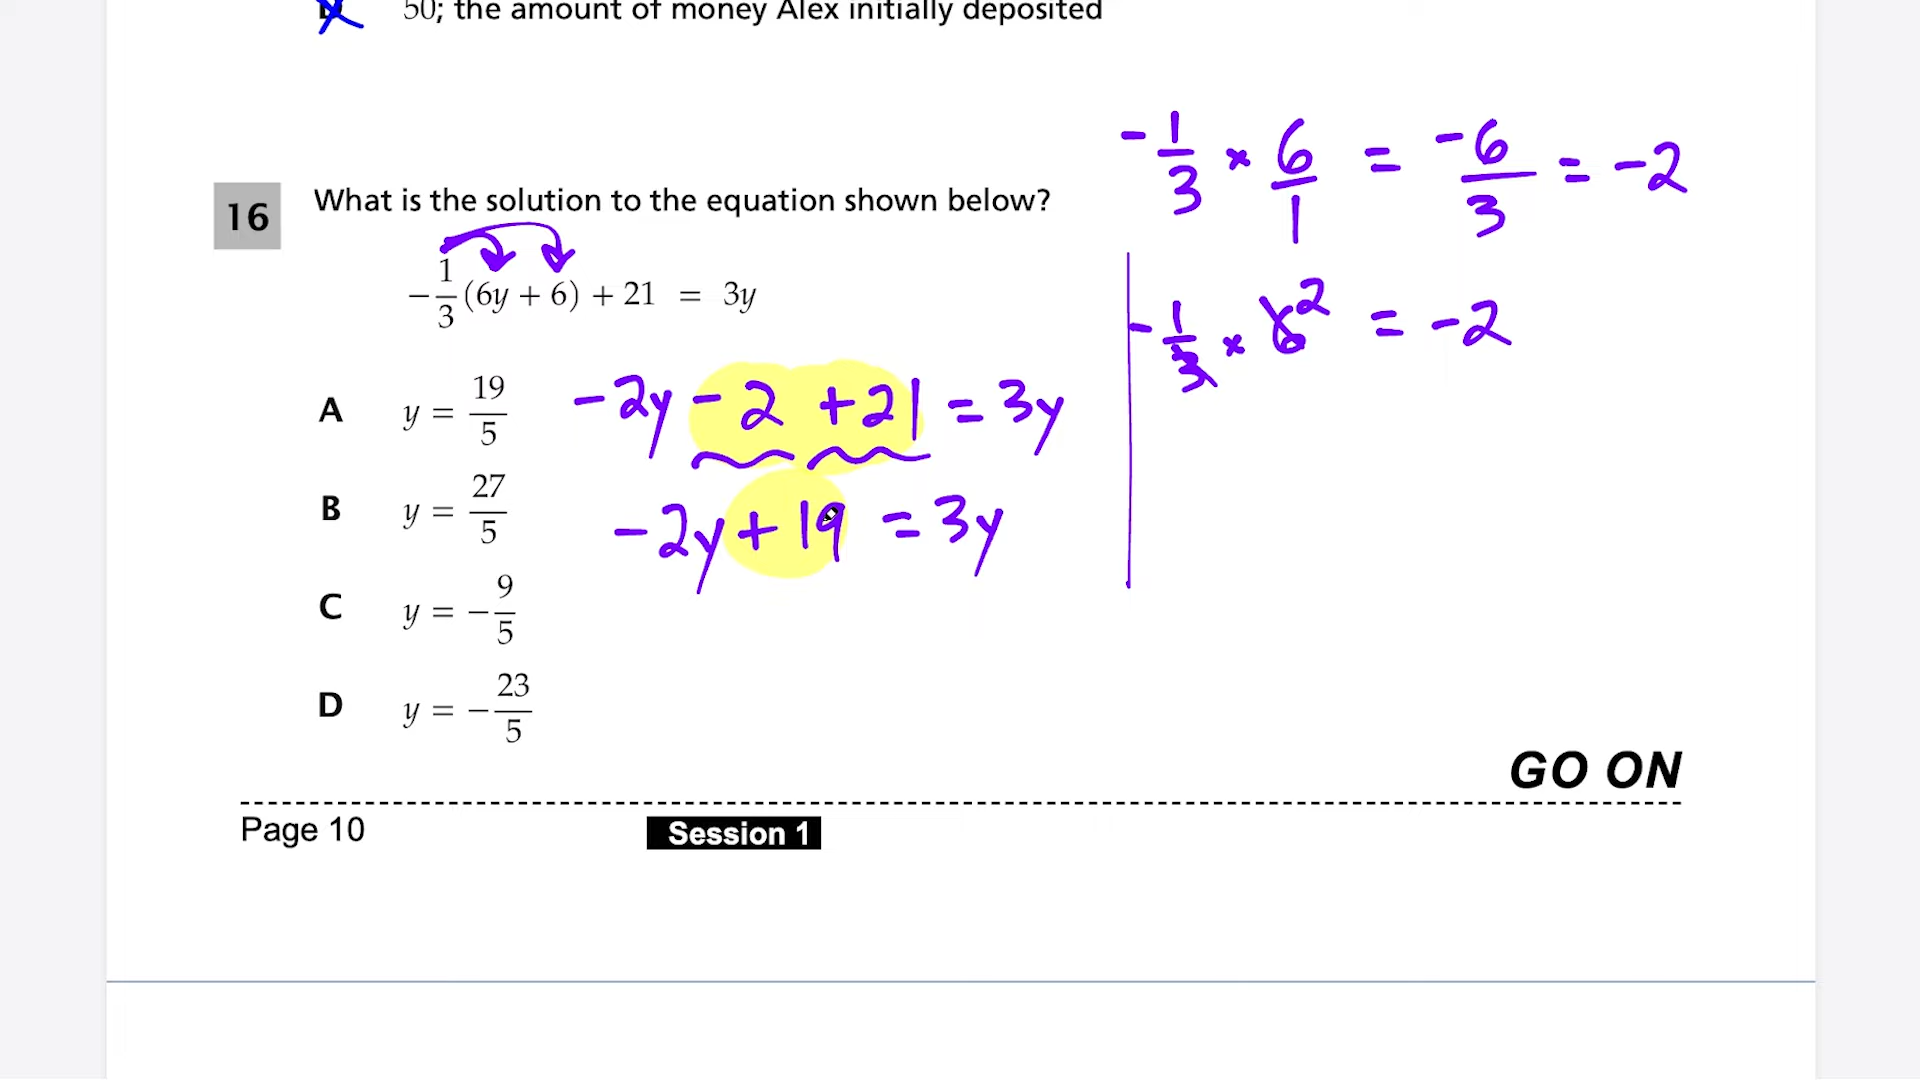 D 50; the amount of money Alex initially deposited
16 What is the solution to the equation shown below?
-1/3 (6y + 6) + 21 = 3y
-1/3 × 6/1 = -6/3 = -2
-1/3 × 6 2 = -2
A y = 19/5
-2y - 2 + 21 = 3y
B y = 27/5
-2y + 19 = 3y
C y = -9/5
D y = -23/5
GO ON
Page 10 Session 1